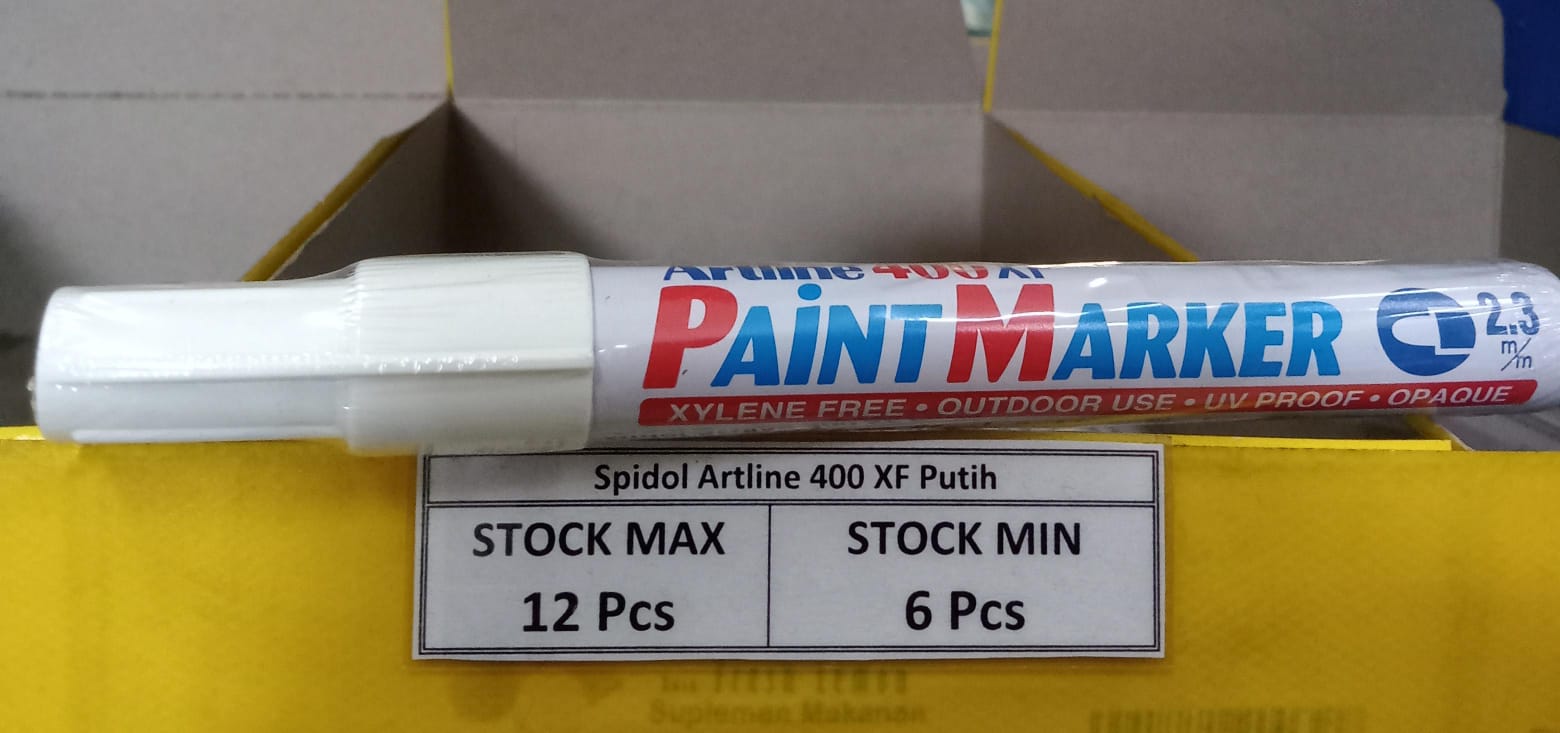 Artline 400 XF
PAiNT MARKER
2.3
m/m
XYLENE FREE • OUTDOOR USE • UV PROOF • OPAQUE
Spidol Artline 400 XF Putih
STOCK MAX
STOCK MIN
12 Pcs
6 Pcs
Suplemen Makanan